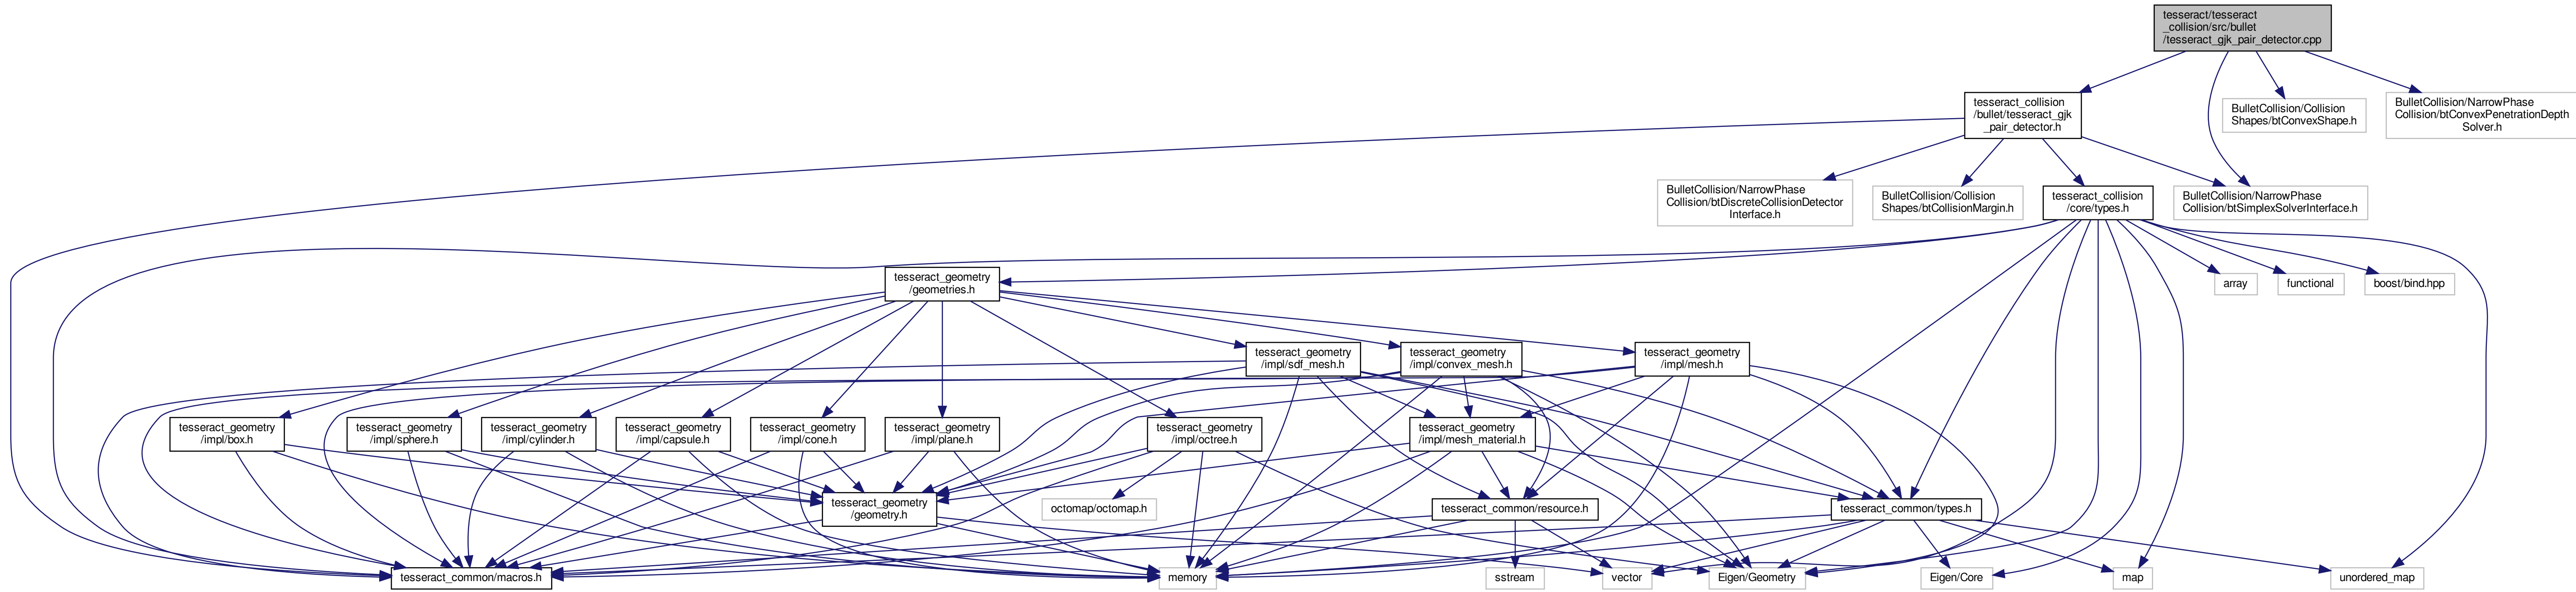 tesseract/tesseract
_collision/src/bullet
/tesseract_gjk_pair_detector.cpp
tesseract_collision
/bullet/tesseract_gjk
_pair_detector.h
BulletCollision/Collision
Shapes/btConvexShape.h
BulletCollision/NarrowPhase
Collision/btConvexPenetrationDepth
Solver.h
BulletCollision/NarrowPhase
Collision/btDiscreteCollisionDetector
Interface.h
BulletCollision/Collision
Shapes/btCollisionMargin.h
tesseract_collision
/core/types.h
BulletCollision/NarrowPhase
Collision/btSimplexSolverInterface.h
tesseract_geometry
/geometries.h
array
functional
boost/bind.hpp
tesseract_geometry
/impl/sdf_mesh.h
tesseract_geometry
/impl/convex_mesh.h
tesseract_geometry
/impl/mesh.h
tesseract_geometry
/impl/box.h
tesseract_geometry
/impl/sphere.h
tesseract_geometry
/impl/cylinder.h
tesseract_geometry
/impl/capsule.h
tesseract_geometry
/impl/cone.h
tesseract_geometry
/impl/plane.h
tesseract_geometry
/impl/octree.h
tesseract_geometry
/impl/mesh_material.h
tesseract_geometry
/geometry.h
octomap/octomap.h
tesseract_common/resource.h
tesseract_common/types.h
tesseract_common/macros.h
memory
sstream
vector
Eigen/Geometry
Eigen/Core
map
unordered_map